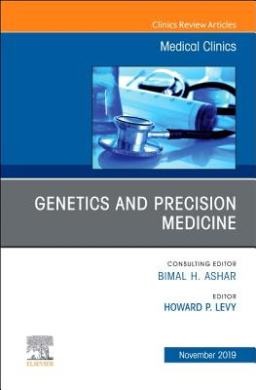 Clinics Review Articles
Medical Clinics
GENETICS AND PRECISION
MEDICINE
CONSULTING EDITOR
BIMAL H. ASHAR
EDITOR
HOWARD P. LEVY
ELSEVIER
November 2019